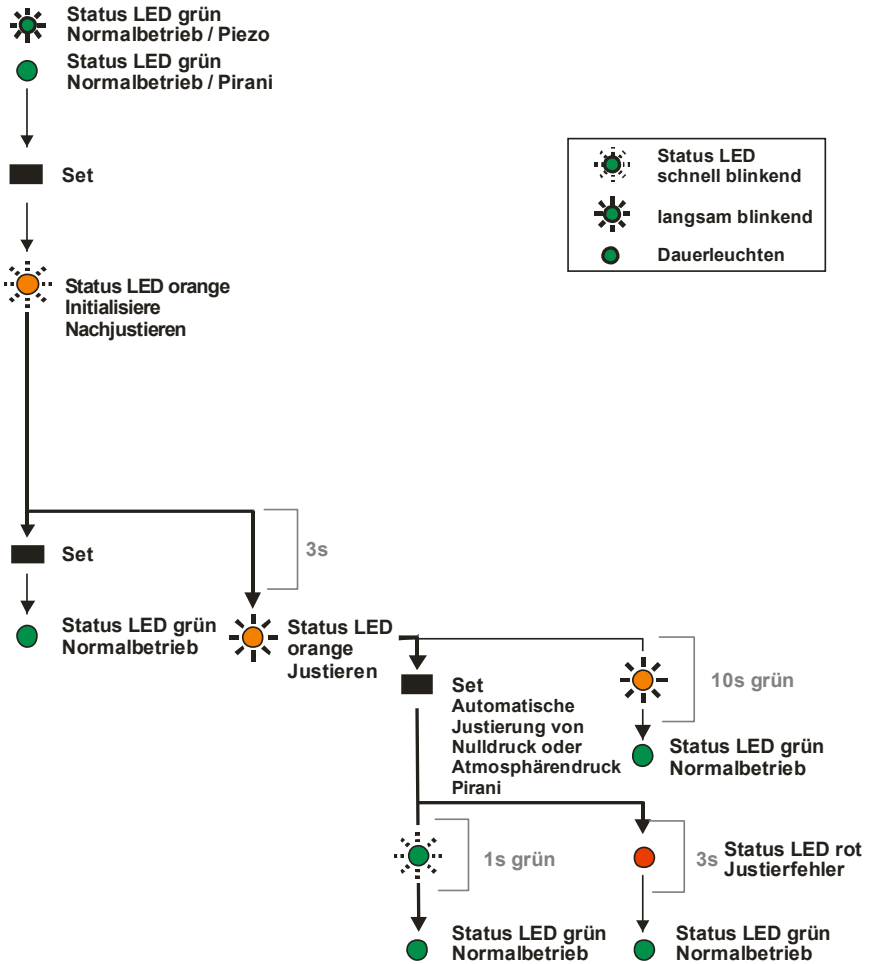 Status LED grün
Normalbetrieb / Piezo
Status LED grün
Normalbetrieb / Pirani
Set
Status LED
schnell blinkend
langsam blinkend
Dauerleuchten
Status LED orange
Initialisiere
Nachjustieren
Set
3s
Status LED grün
Normalbetrieb
Status LED
orange
Justieren
Set
Automatische
Justierung von
Nulldruck oder
Atmosphärendruck
Pirani
10s grün
Status LED grün
Normalbetrieb
1s grün
3s
Status LED rot
Justierfehler
Status LED grün
Normalbetrieb
Status LED grün
Normalbetrieb